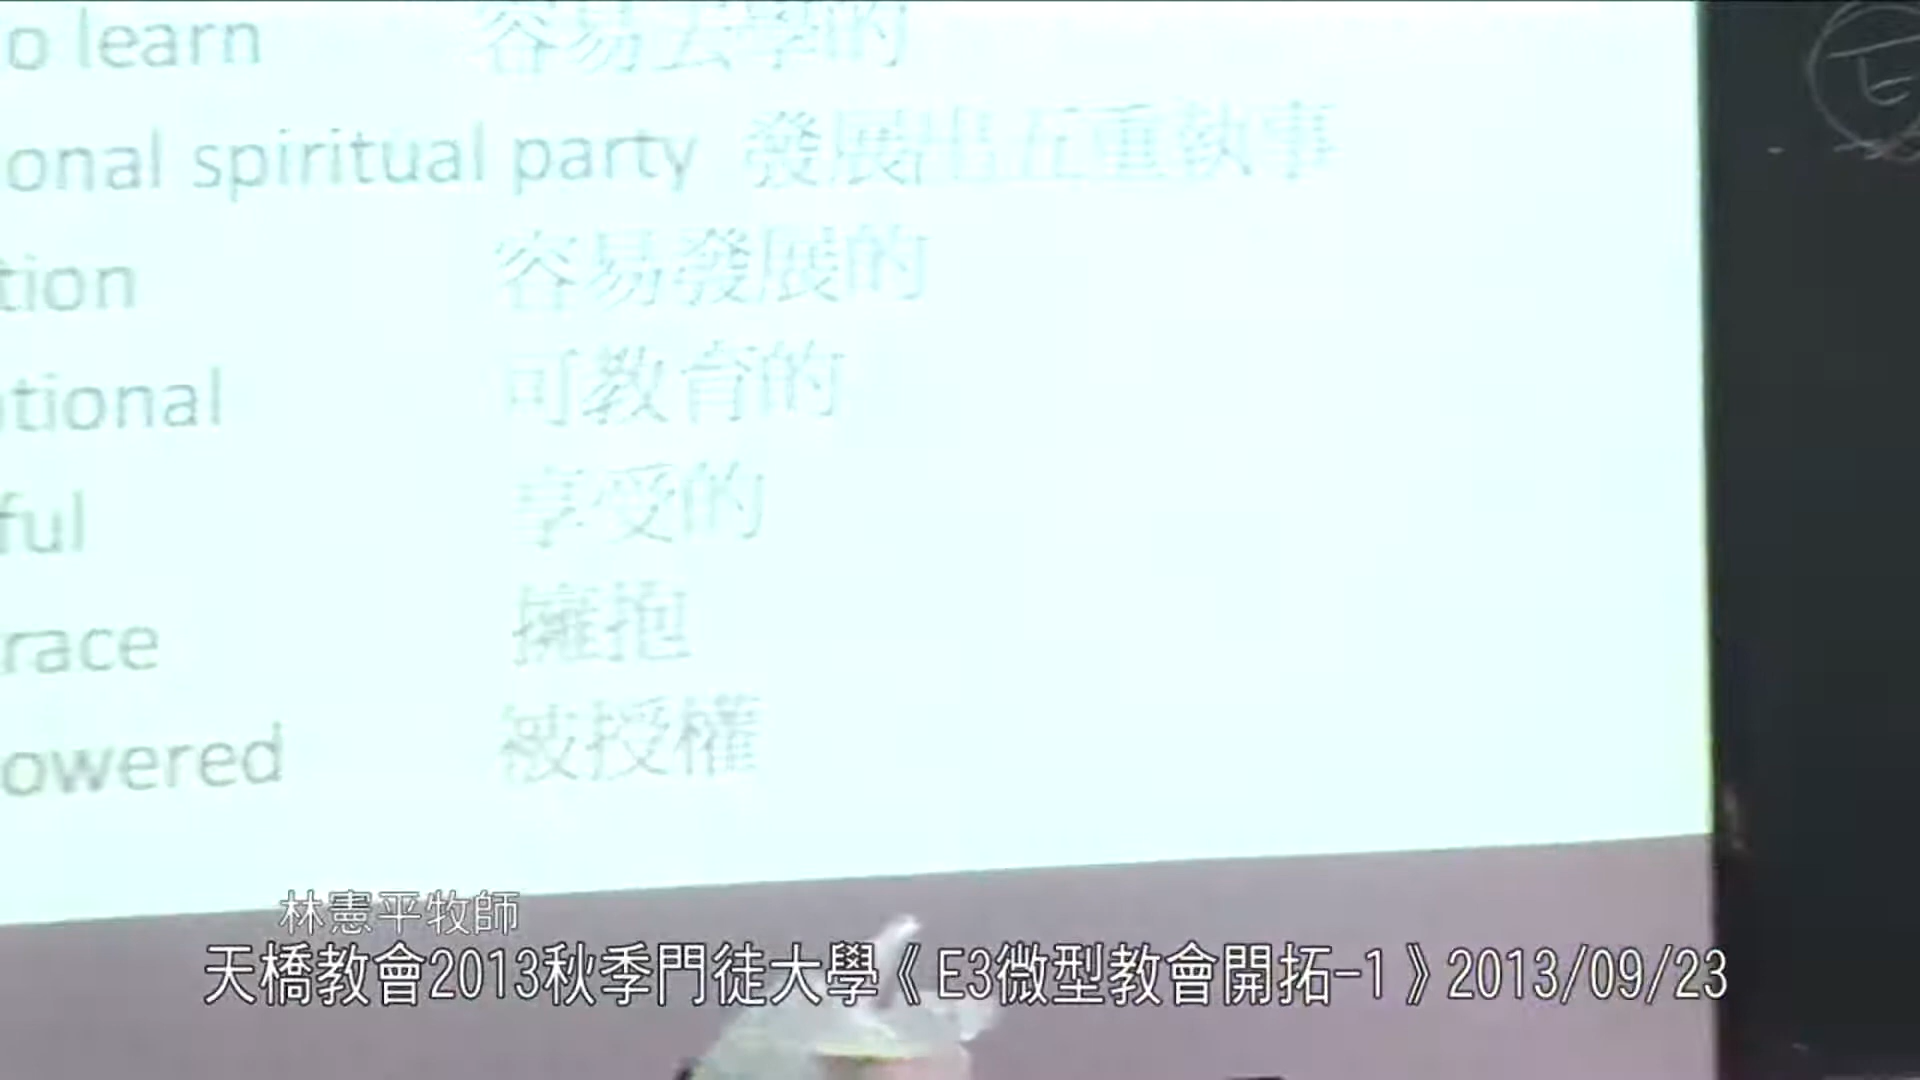 o learn 容易去學的
onal spiritual party 發展出五重執事
tion 容易發展的
tional 可教育的
ful 享受的
race 擁抱
owered 被授權
林憲平牧師
天橋教會2013秋季門徒大學《E3微型教會開拓-1》2013/09/23